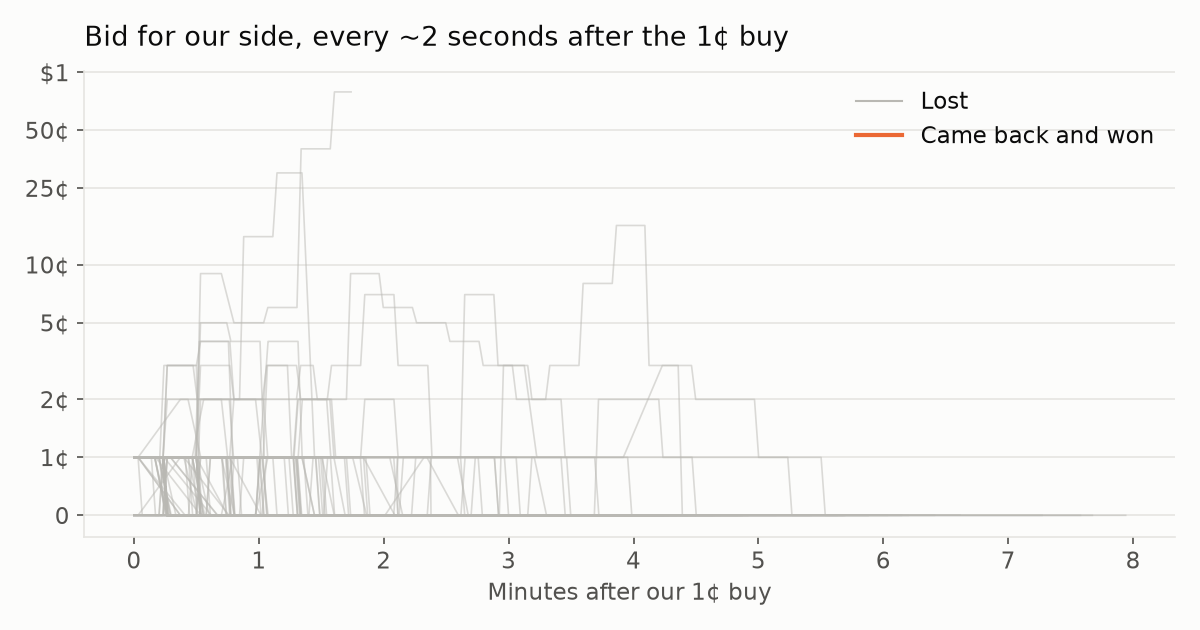 Bid for our side, every ~2 seconds after the 1¢ buy
$1
50¢
25¢
10¢
5¢
2¢
1¢
0
Lost
Came back and won
0 1 2 3 4 5 6 7 8
Minutes after our 1¢ buy